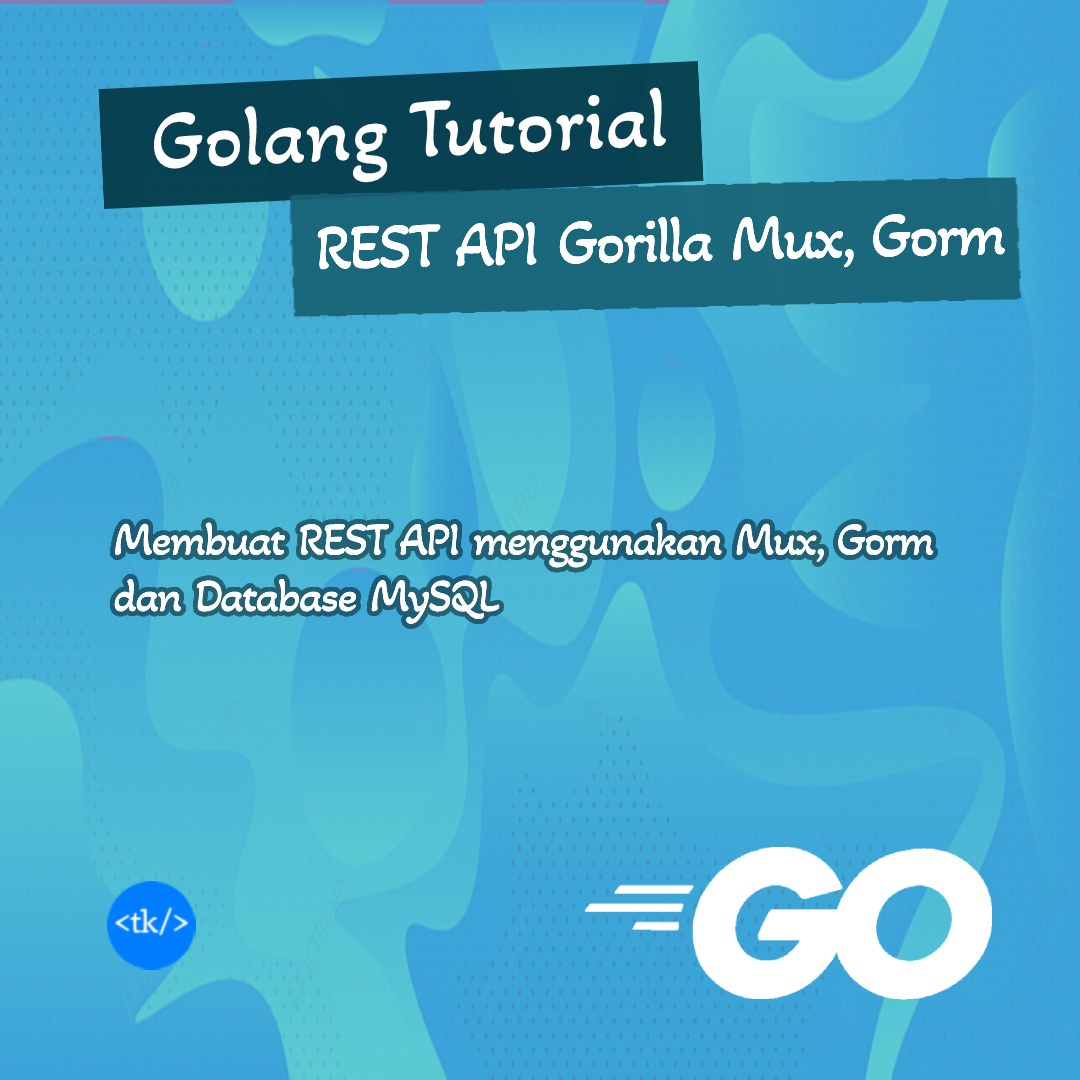 Golang Tutorial
REST API Gorilla Mux, Gorm
Membuat REST API menggunakan Mux, Gorm
dan Database MySQL
<tk/>
GO